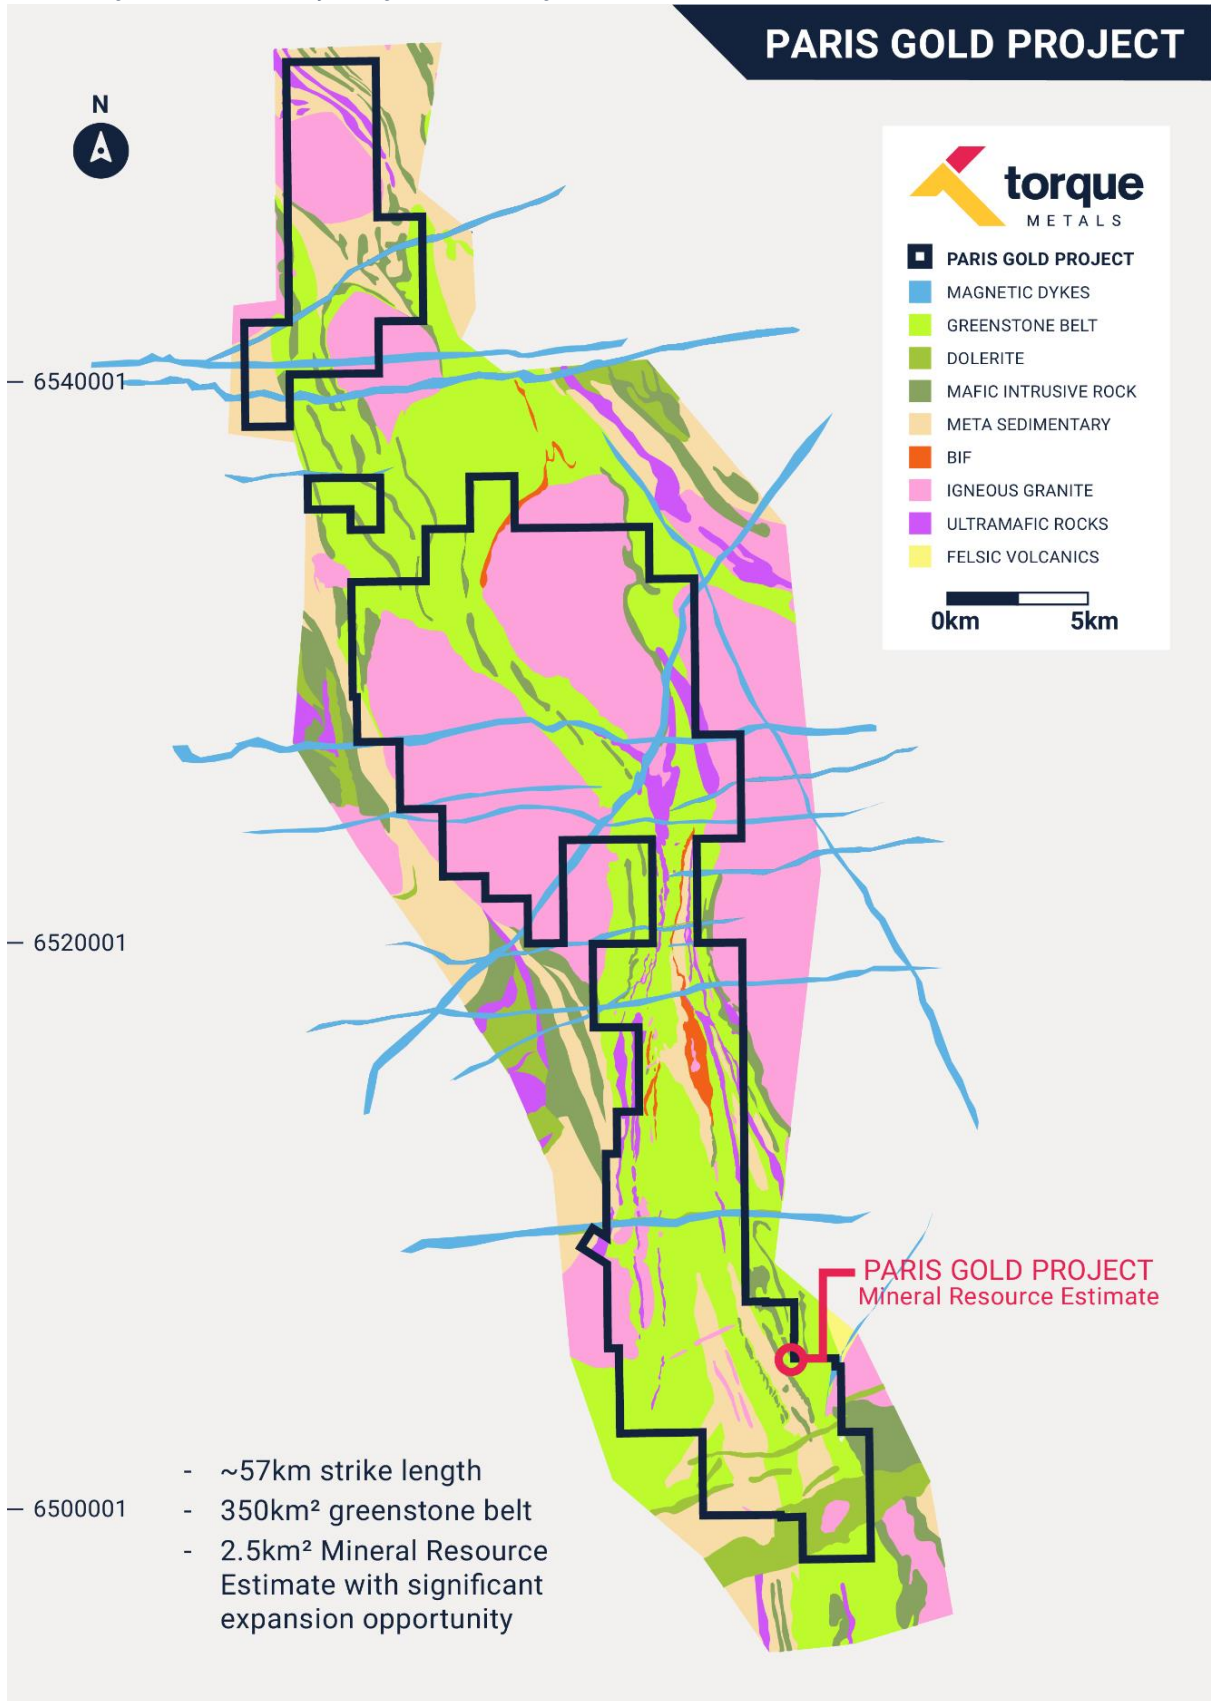 PARIS GOLD PROJECT
N
torque
METALS
PARIS GOLD PROJECT
MAGNETIC DYKES
GREENSTONE BELT
DOLERITE
MAFIC INTRUSIVE ROCK
META SEDIMENTARY
BIF
IGNEOUS GRANITE
ULTRAMAFIC ROCKS
FELSIC VOLCANICS
0km 5km
6540001
6520001
PARIS GOLD PROJECT
Mineral Resource Estimate
6500001
- ~57km strike length
- 350km² greenstone belt
- 2.5km² Mineral Resource
Estimate with significant
expansion opportunity